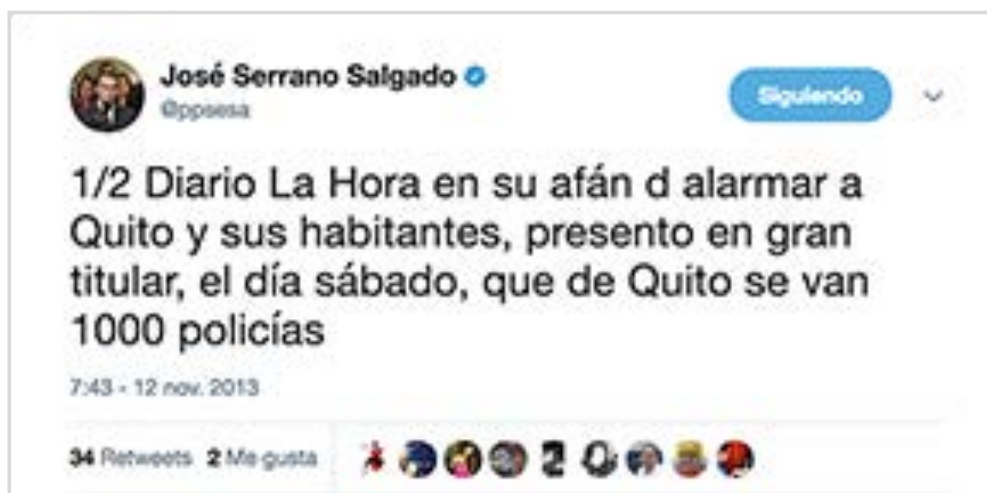 José Serrano Salgado
@ppsesa
Siguiendo
1/2 Diario La Hora en su afán d alarmar a
Quito y sus habitantes, presento en gran
titular, el día sábado, que de Quito se van
1000 policías
7:43 - 12 nov. 2013
34 Retweets 2 Me gusta